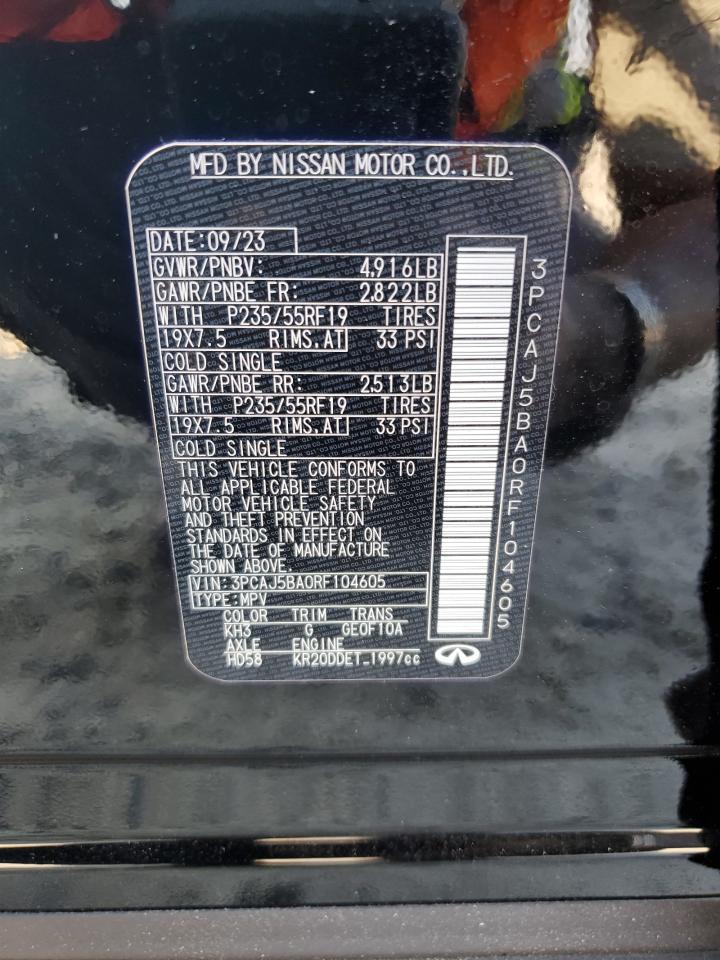 MFD BY NISSAN MOTOR CO.,LTD.
DATE:09/23
GVWR/PNBV: 4,916LB
GAWR/PNBE FR: 2,822LB
WITH P235/55RF19 TIRES
19X7.5 RIMS,AT 33 PSI
COLD SINGLE
GAWR/PNBE RR: 2,513LB
WITH P235/55RF19 TIRES
19X7.5 RIMS,AT 33 PSI
COLD SINGLE
THIS VEHICLE CONFORMS TO
ALL APPLICABLE FEDERAL
MOTOR VEHICLE SAFETY
AND THEFT PREVENTION
STANDARDS IN EFFECT ON
THE DATE OF MANUFACTURE
SHOWN ABOVE.
VIN:3PCAJ5BA0RF104605
TYPE:MPV
COLOR TRIM TRANS
KH3 G GE0F10A
AXLE ENGINE
HD58 KR20DDET-1997cc
3PCAJ5BA0RF104605